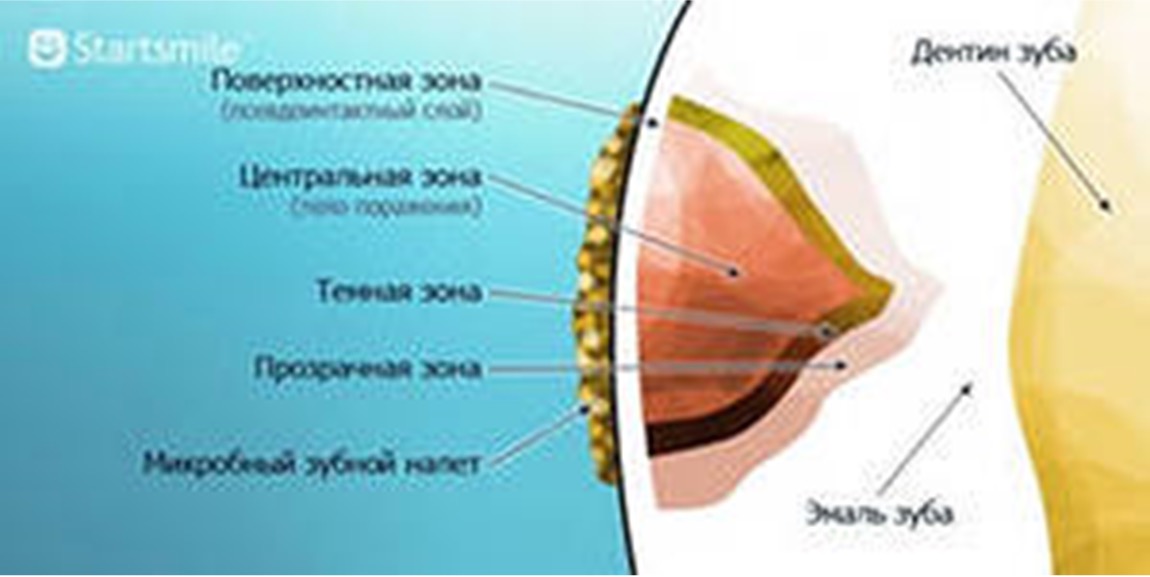 Startsmile
Поверхностная зона
(псевдоинтактный слой)
Центральная зона
(тело поражения)
Темная зона
Прозрачная зона
Микробный зубной налет
Дентин зуба
Эмаль зуба